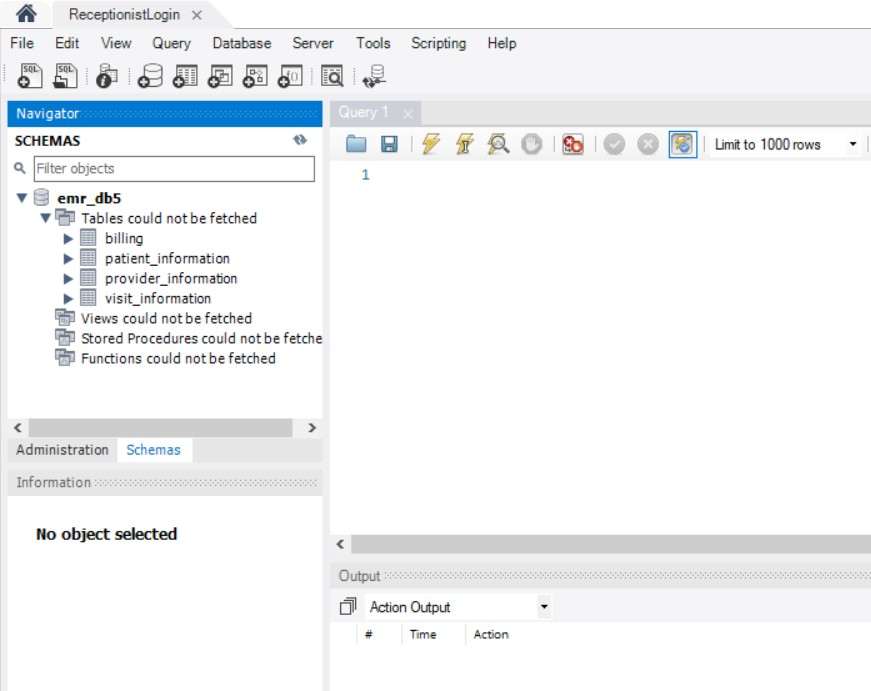 ReceptionistLogin
File Edit View Query Database Server Tools Scripting Help
Navigator
SCHEMAS
Filter objects
emr_db5
Tables could not be fetched
billing
patient_information
provider_information
visit_information
Views could not be fetched
Stored Procedures could not be fetche
Functions could not be fetched
Administration Schemas
Information
No object selected
Query 1
Limit to 1000 rows
1
Output
Action Output
# Time Action